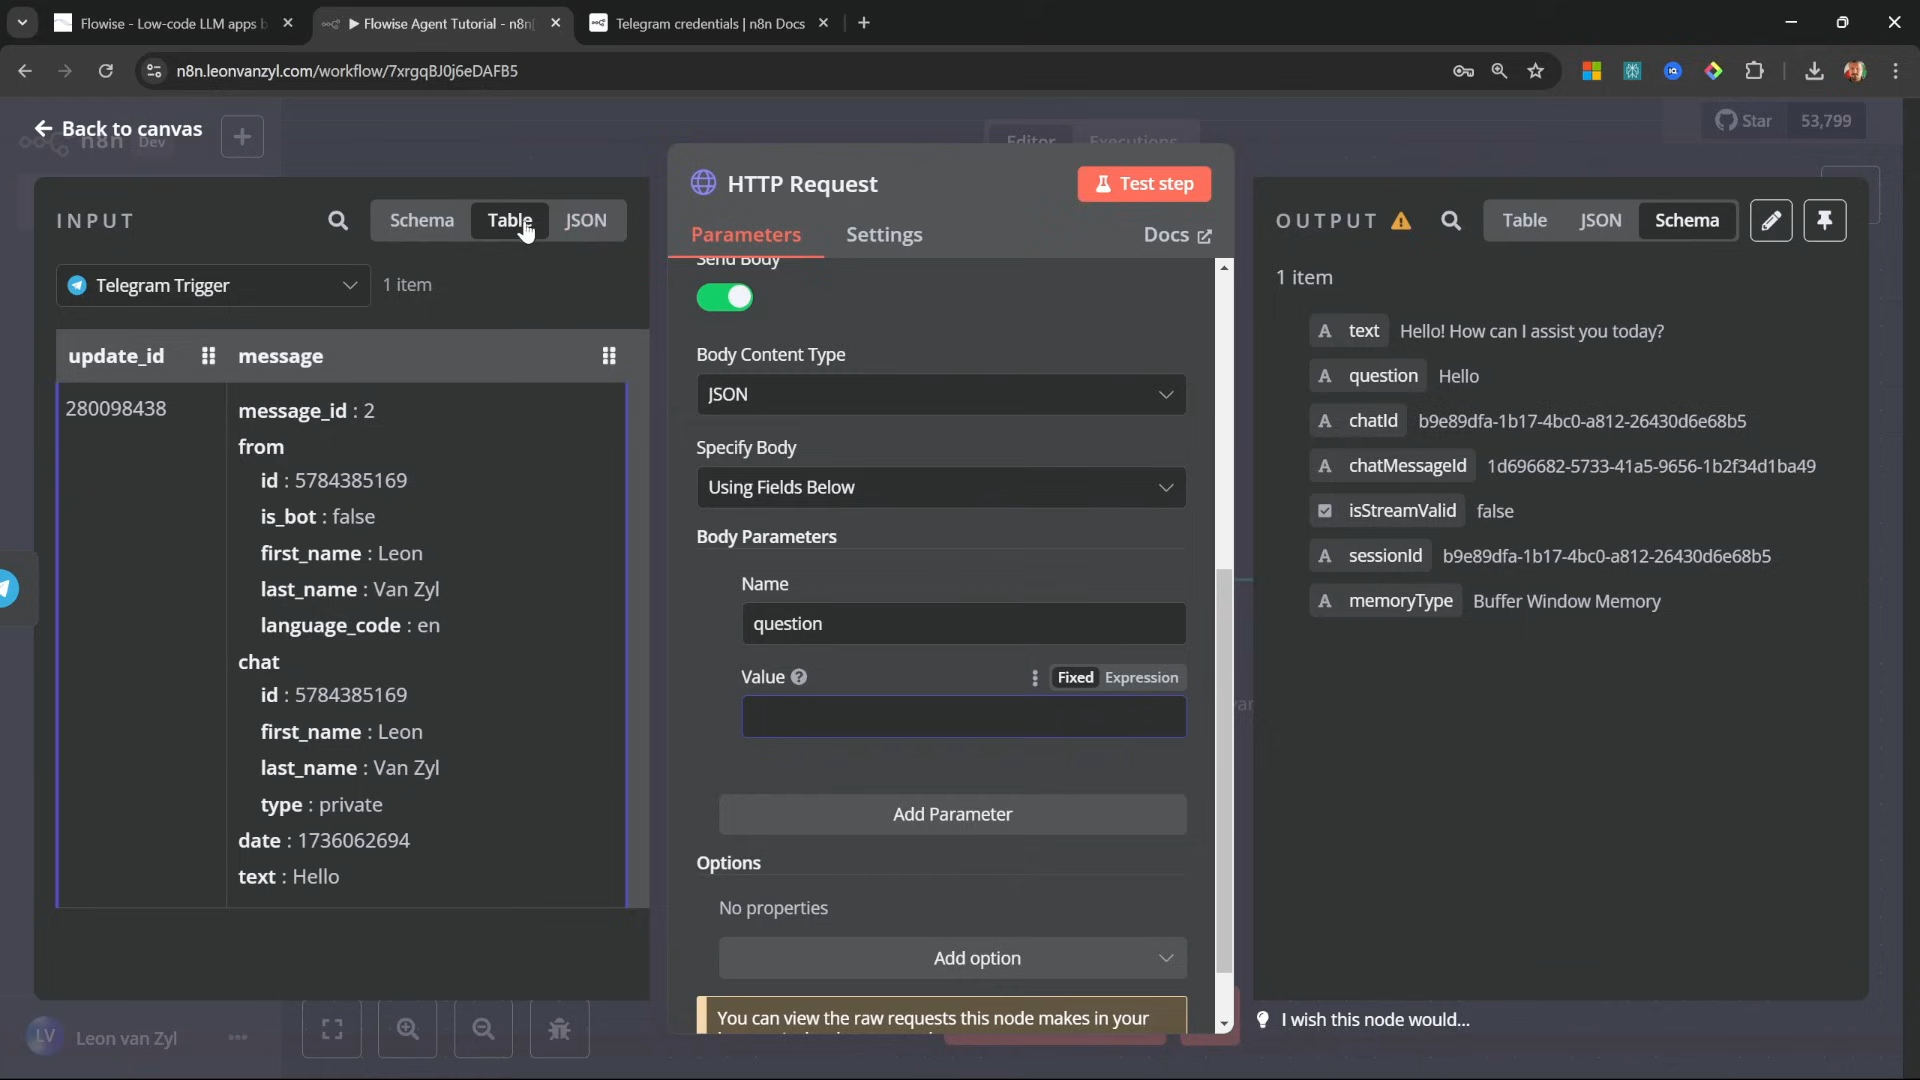 Flowise - Low-code LLM apps b
▶ Flowise Agent Tutorial - n8n[
Telegram credentials | n8n Docs
n8n.leonvanzyl.com/workflow/7xrgqBJ0j6eDAFB5
Back to canvas
n8n Dev
Editor Executions
Star 53,799
INPUT
Schema Table JSON
Telegram Trigger 1 item
update_id message
280098438
message_id : 2
from
id : 5784385169
is_bot : false
first_name : Leon
last_name : Van Zyl
language_code : en
chat
id : 5784385169
first_name : Leon
last_name : Van Zyl
type : private
date : 1736062694
text : Hello
HTTP Request
Test step
Parameters Settings Docs
Send Body
Body Content Type
JSON
Specify Body
Using Fields Below
Body Parameters
Name
question
Value Fixed Expression
Add Parameter
Options
No properties
Add option
You can view the raw requests this node makes in your
OUTPUT
Table JSON Schema
1 item
A text Hello! How can I assist you today?
A question Hello
A chatId b9e89dfa-1b17-4bc0-a812-26430d6e68b5
A chatMessageId 1d696682-5733-41a5-9656-1b2f34d1ba49
isStreamValid false
A sessionId b9e89dfa-1b17-4bc0-a812-26430d6e68b5
A memoryType Buffer Window Memory
I wish this node would...
LV Leon van Zyl